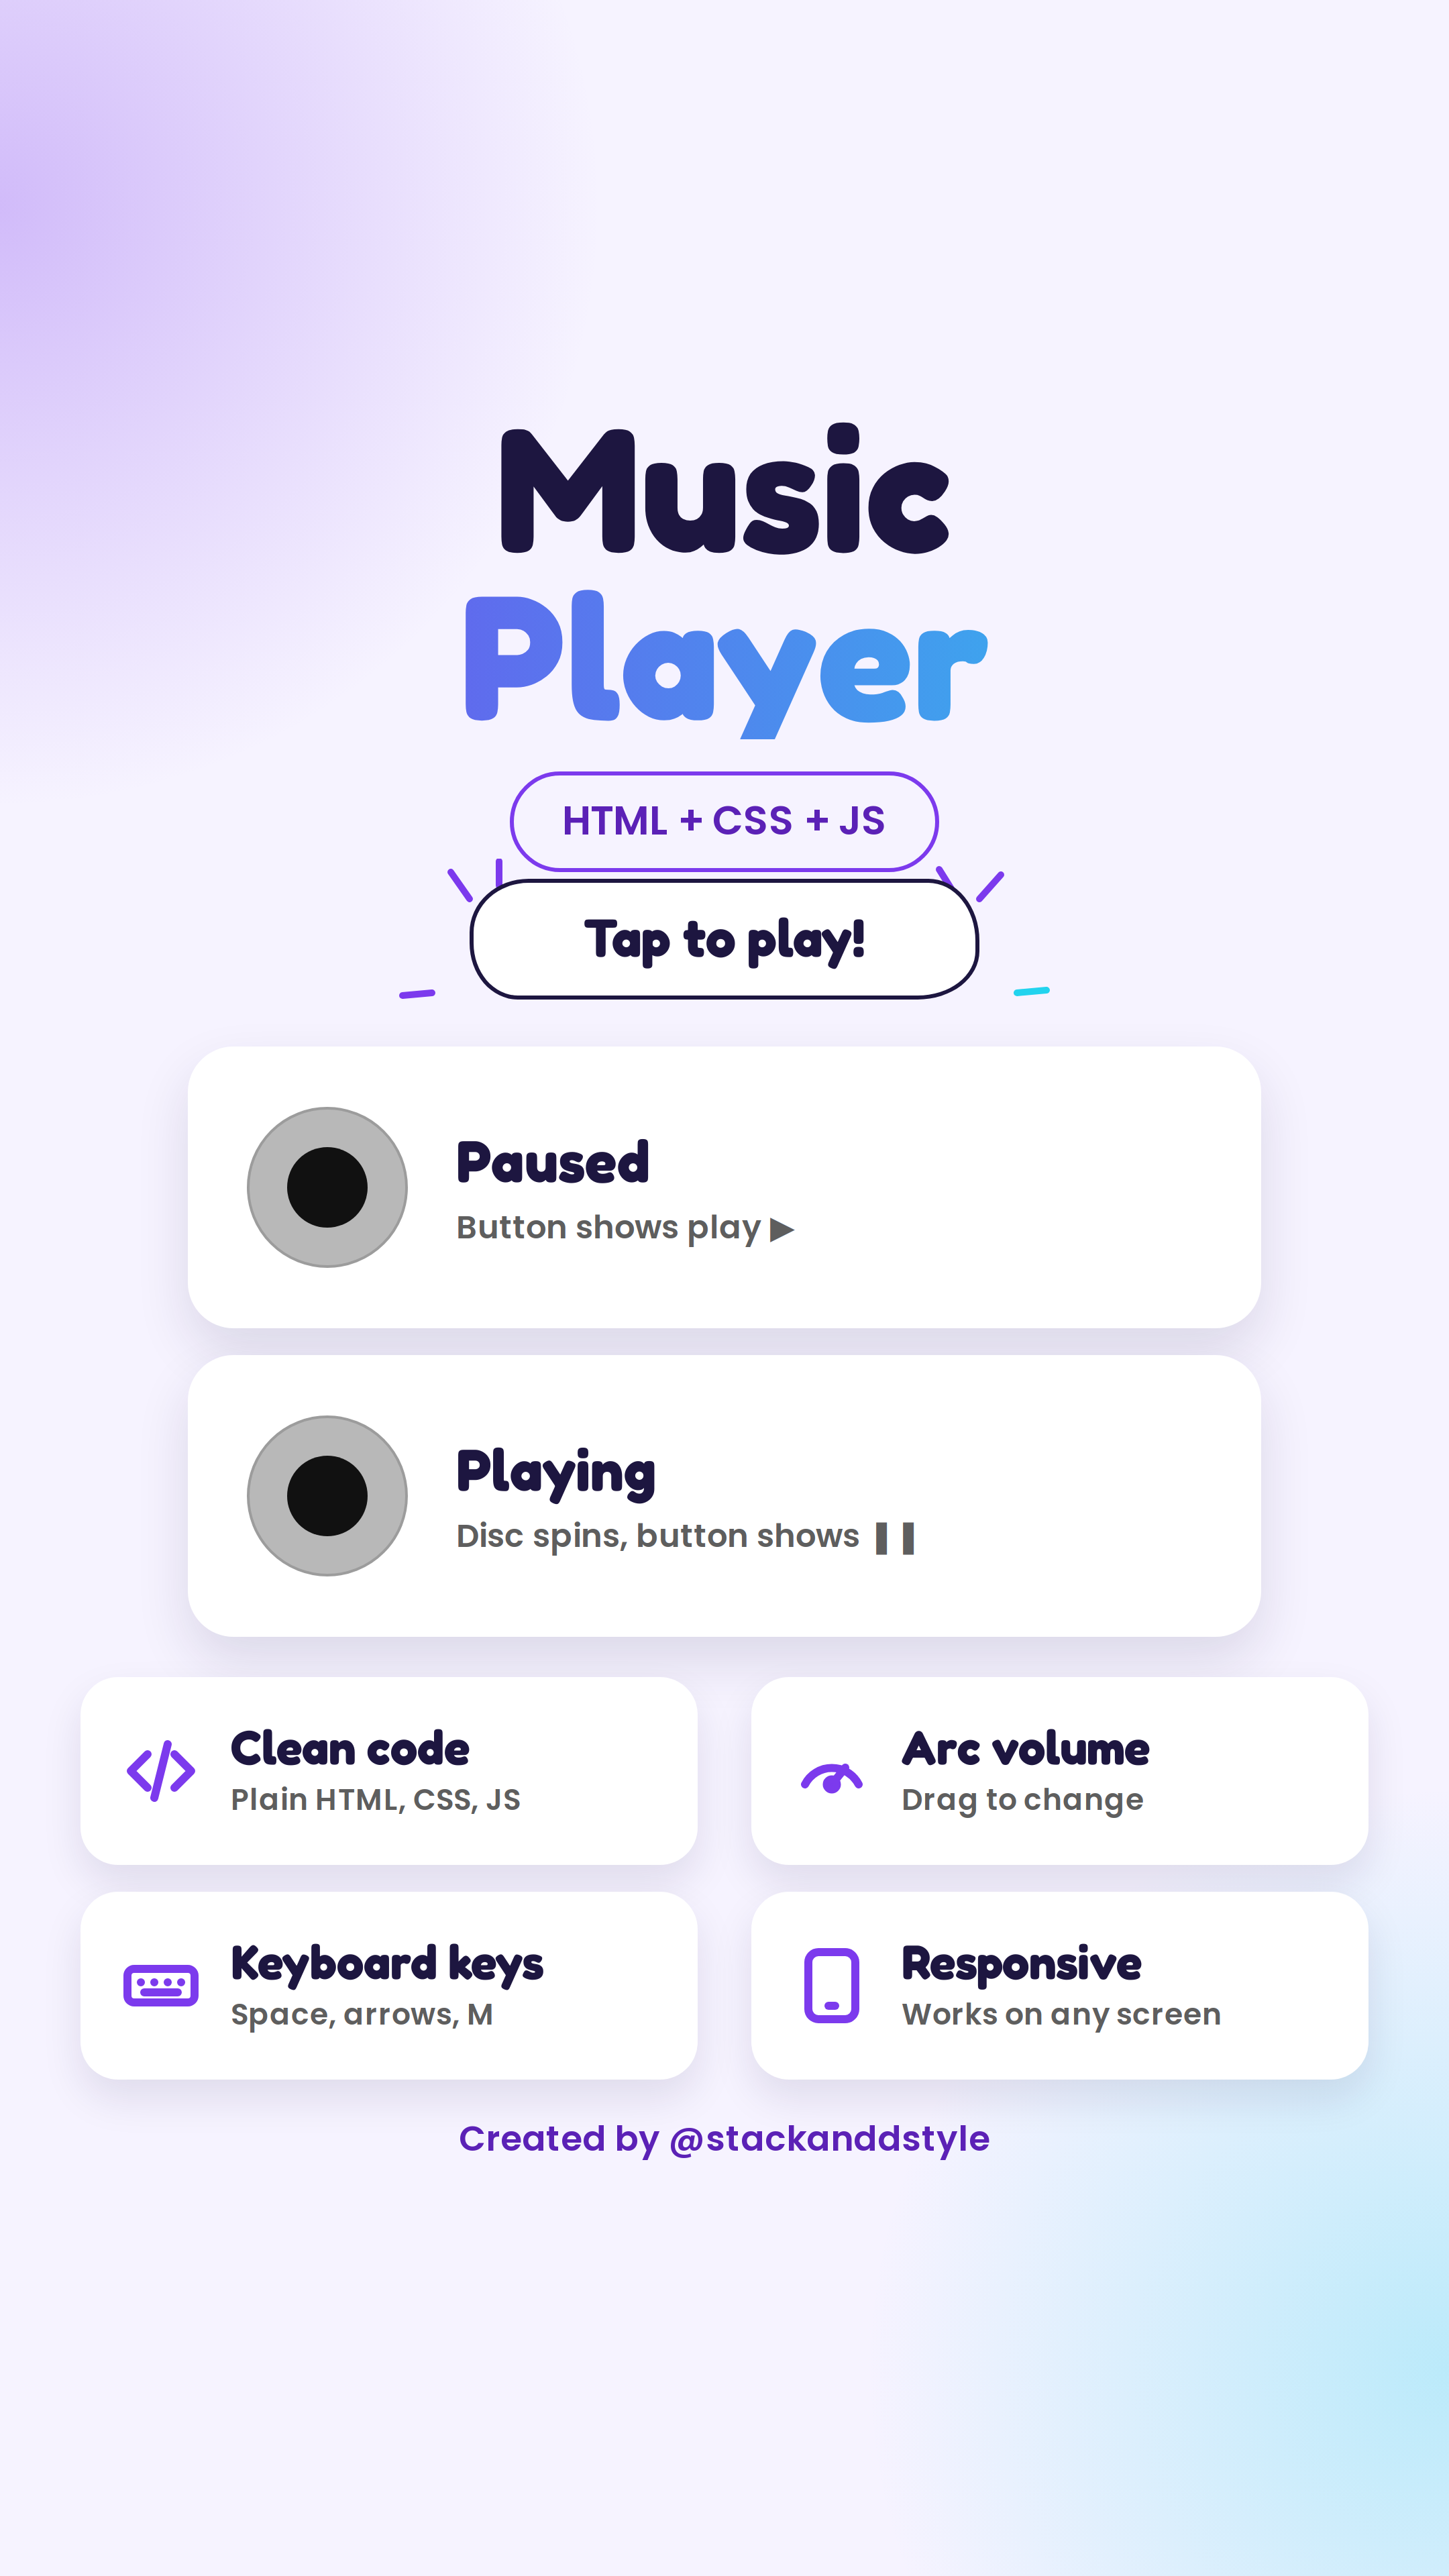 Music
Player
HTML + CSS + JS
Tap to play!
Paused
Button shows play ▶
Playing
Disc spins, button shows ❚❚
Clean code
Plain HTML, CSS, JS
Arc volume
Drag to change
Keyboard keys
Space, arrows, M
Responsive
Works on any screen
Created by @stackanddstyle